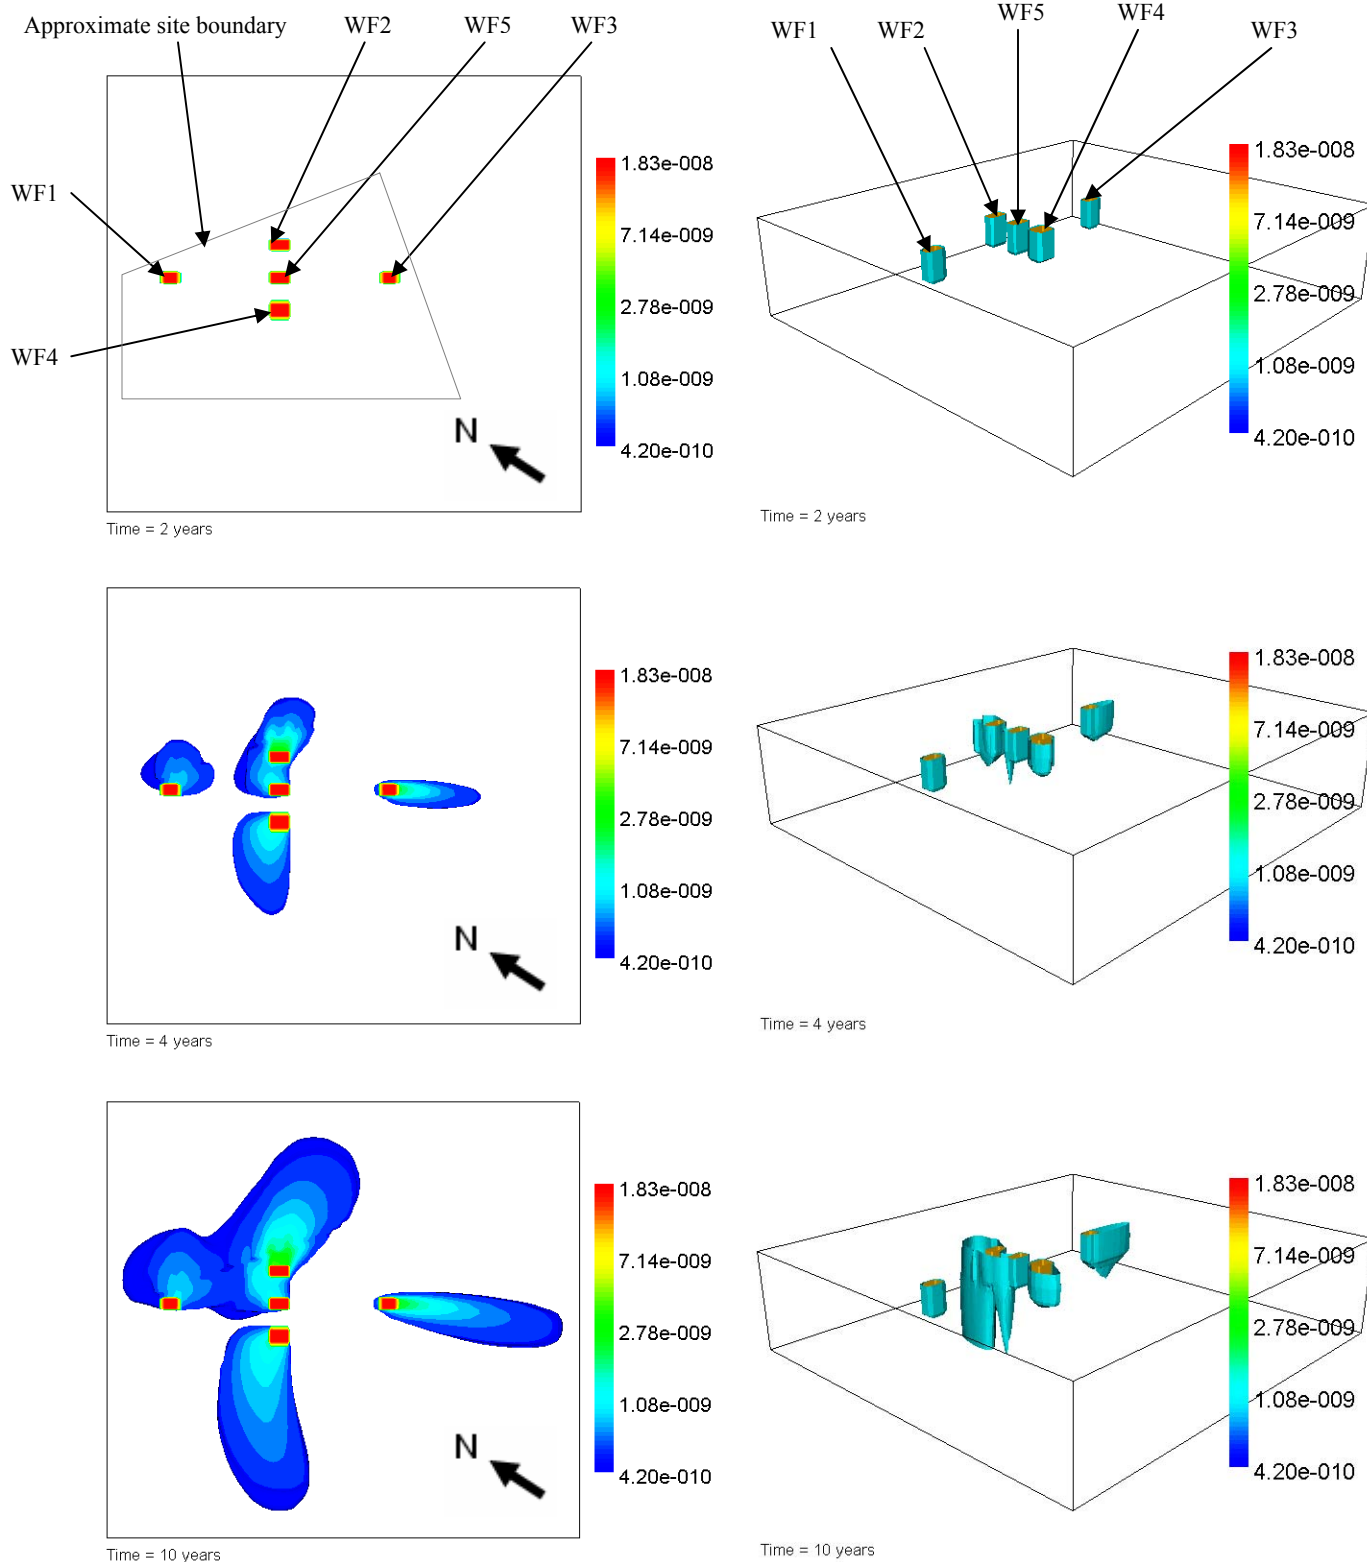 Approximate site boundary WF2 WF5 WF3
WF1
WF4
1.83e-008
7.14e-009
2.78e-009
1.08e-009
4.20e-010
N
Time = 2 years
WF1 WF2 WF5 WF4 WF3
1.83e-008
7.14e-009
2.78e-009
1.08e-009
4.20e-010
Time = 2 years
1.83e-008
7.14e-009
2.78e-009
1.08e-009
4.20e-010
N
Time = 4 years
1.83e-008
7.14e-009
2.78e-009
1.08e-009
4.20e-010
Time = 4 years
1.83e-008
7.14e-009
2.78e-009
1.08e-009
4.20e-010
N
Time = 10 years
1.83e-008
7.14e-009
2.78e-009
1.08e-009
4.20e-010
Time = 10 years